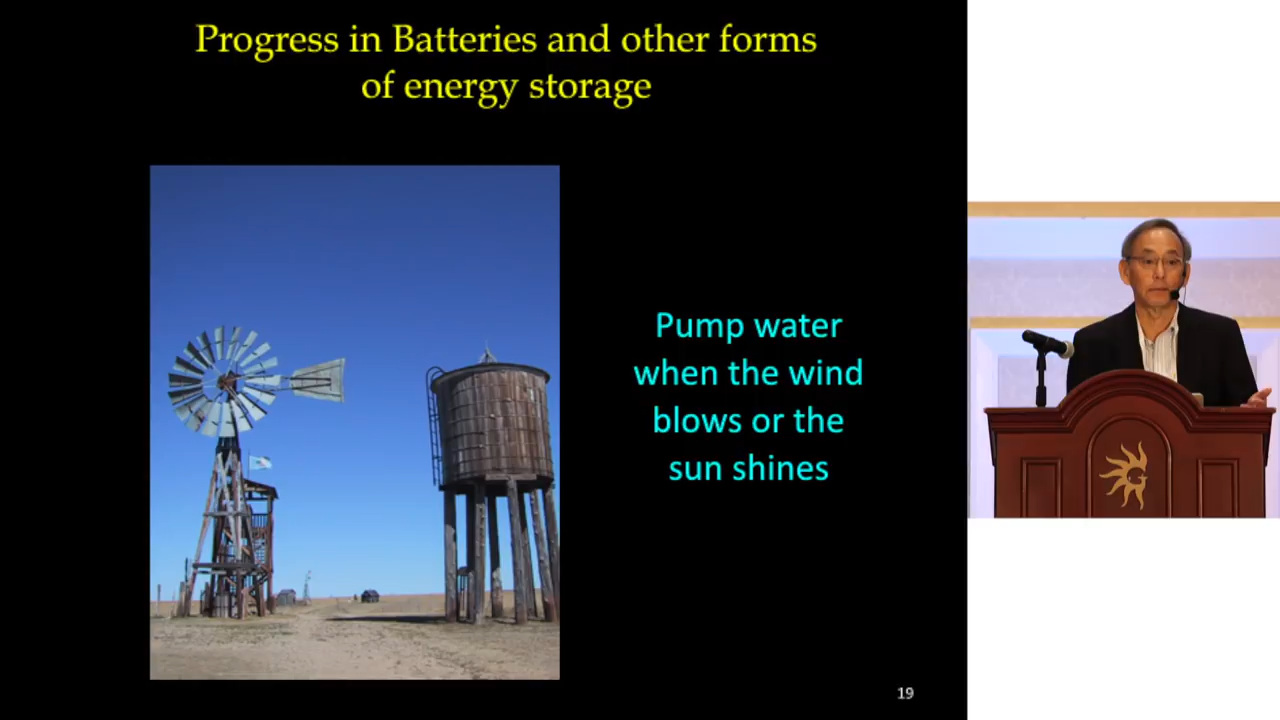 Progress in Batteries and other forms
of energy storage
Pump water
when the wind
blows or the
sun shines
19